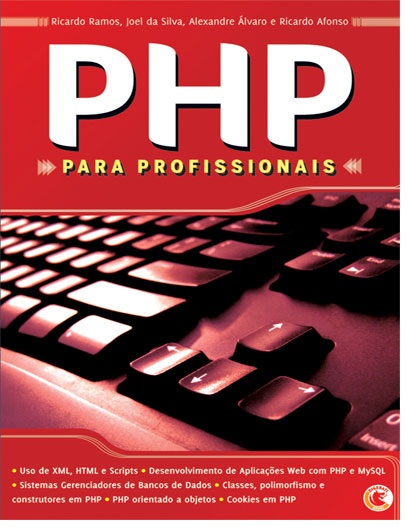 Ricardo Ramos, Joel da Silva, Alexandre Álvaro e Ricardo Afonso
PHP
PARA PROFISSIONAIS
Insert
0
• Uso de XML, HTML e Scripts • Desenvolvimento de Aplicações Web com PHP e MySQL
• Sistemas Gerenciadores de Bancos de Dados • Classes, polimorfismo e
construtores em PHP • PHP orientado a objetos • Cookies em PHP